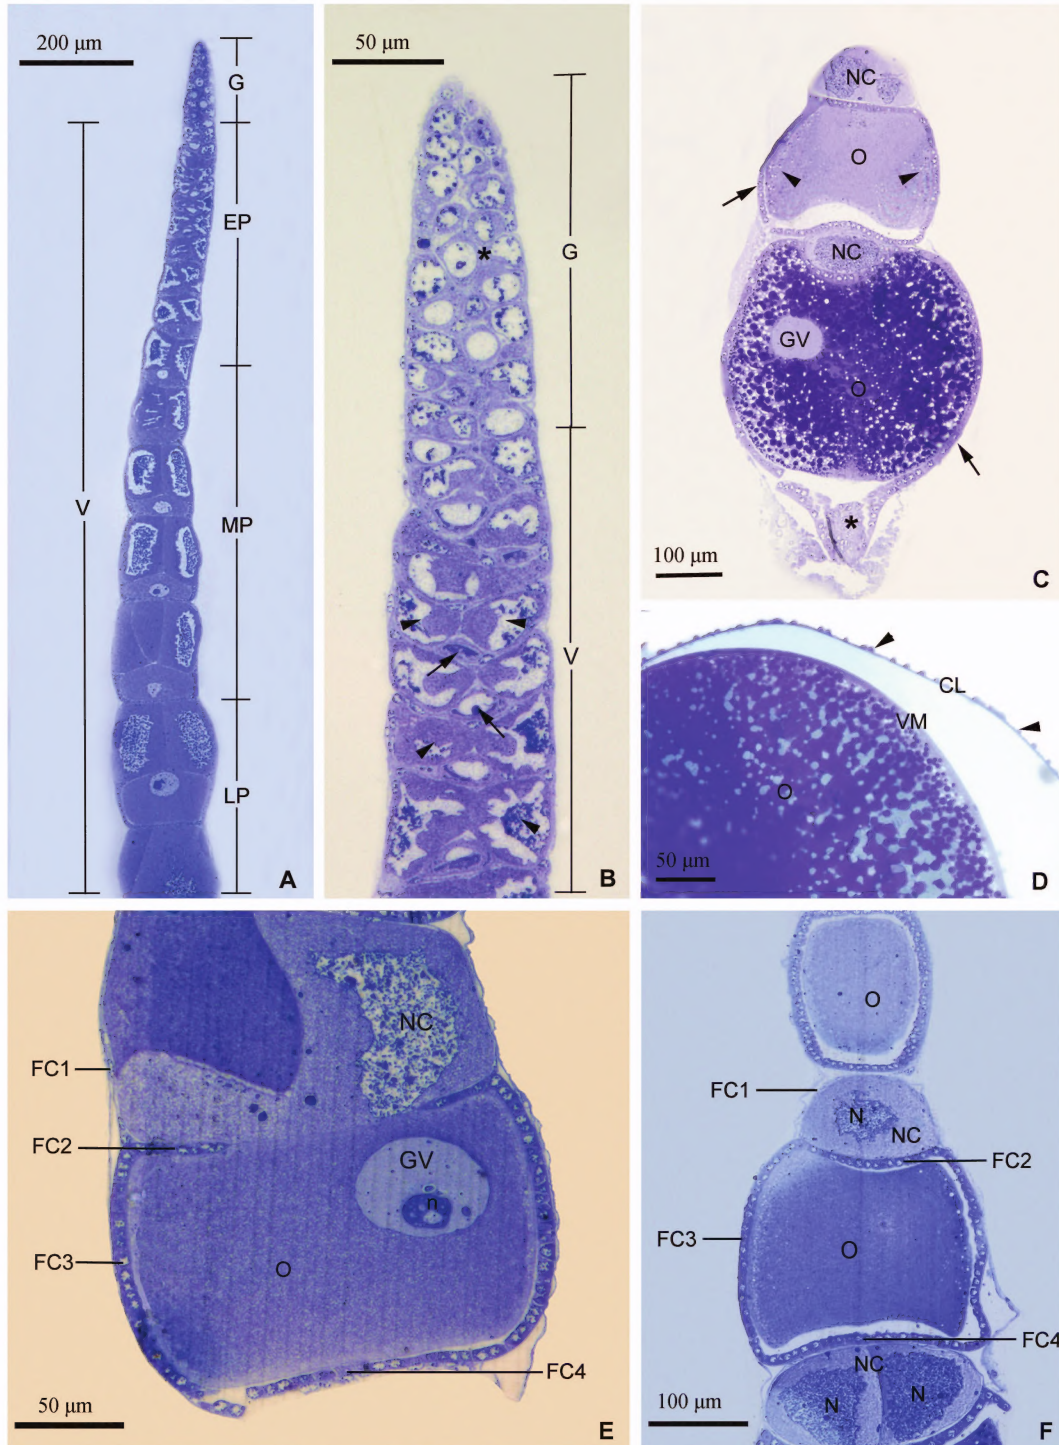 200 μm
G
EP
V
MP
LP
A
50 μm
G
*
V
B
NC
O
NC
GV
O
*
100 μm
C
CL
VM
O
50 μm
D
NC
FC1
FC2
GV
n
FC3
O
FC4
50 μm
E
O
FC1
N
NC
FC2
FC3
O
FC4
NC
N
N
100 μm
F